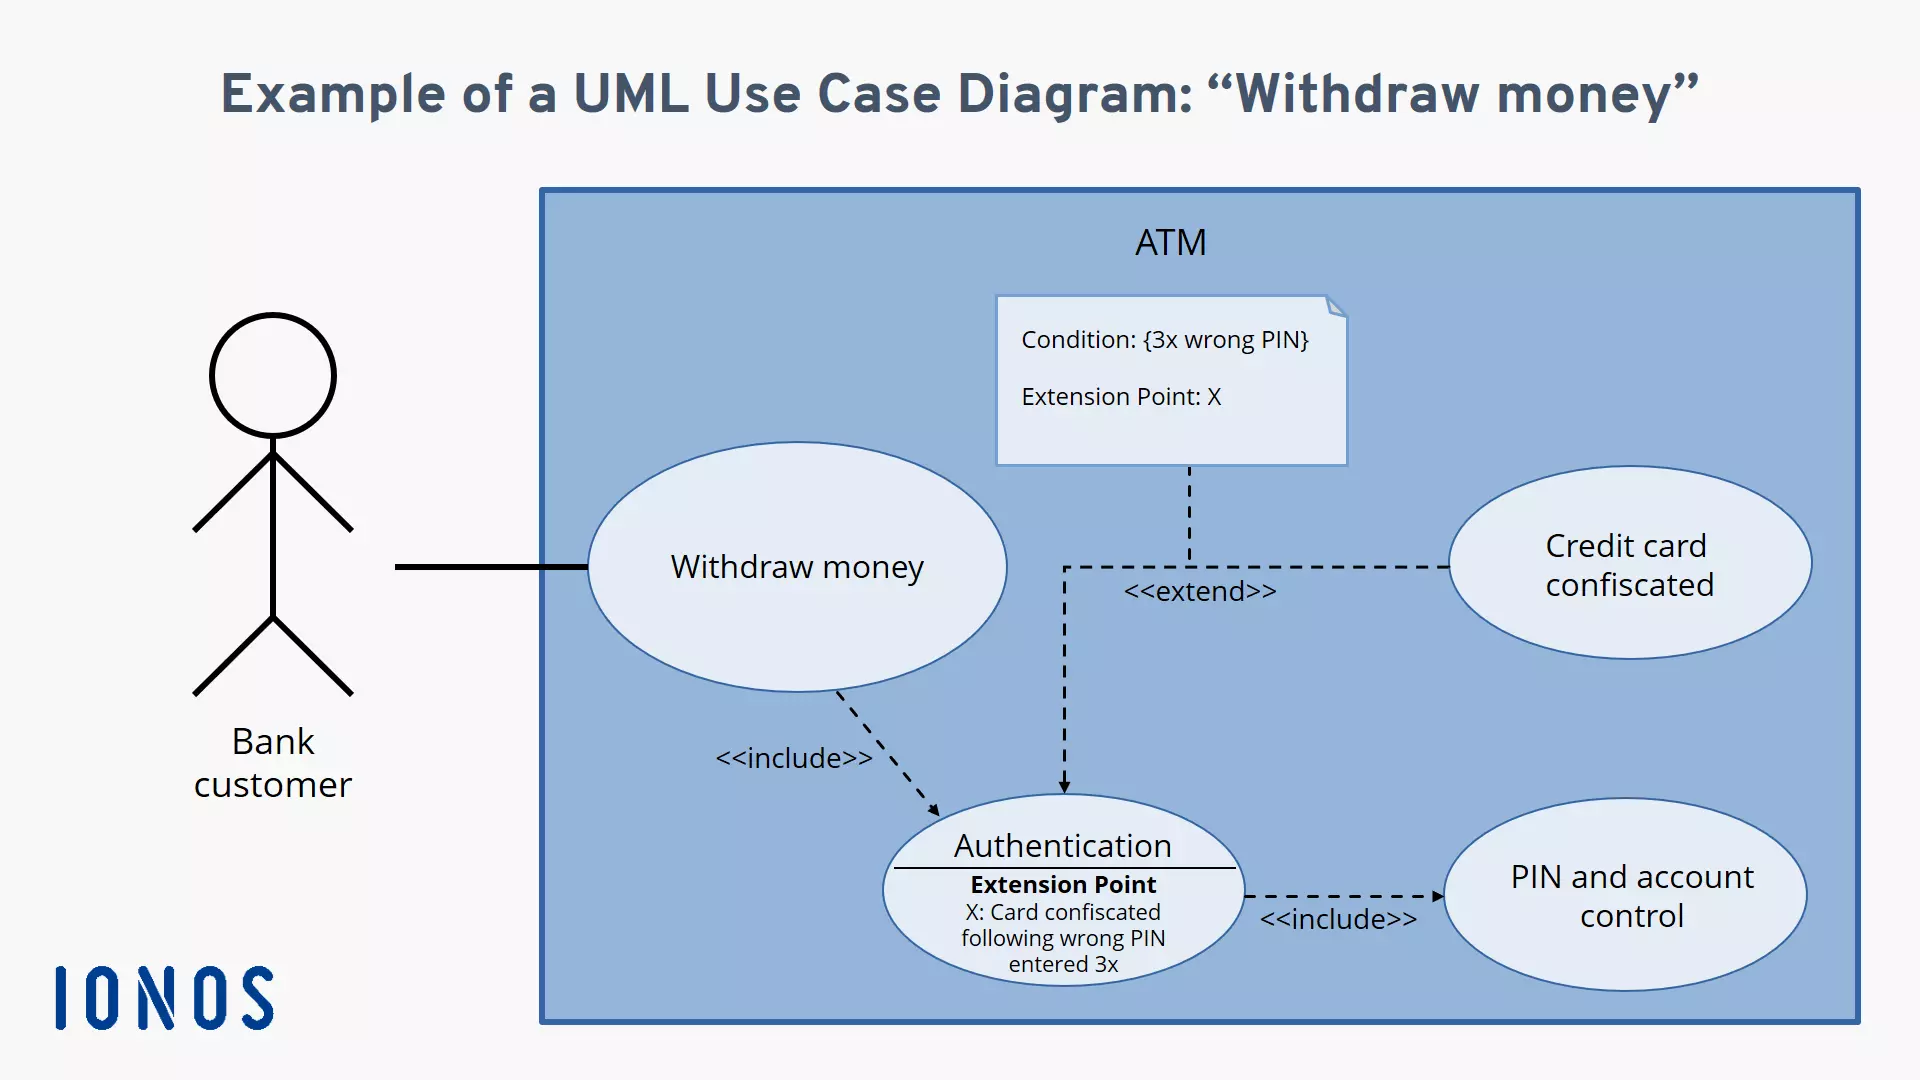 Example of a UML Use Case Diagram: “Withdraw money”
ATM
Condition: {3x wrong PIN}
Extension Point: X
Withdraw money
Credit card
confiscated
<<extend>>
Bank
customer
<<include>>
Authentication
Extension Point
X: Card confiscated
following wrong PIN
entered 3x
<<include>>
PIN and account
control
IONOS